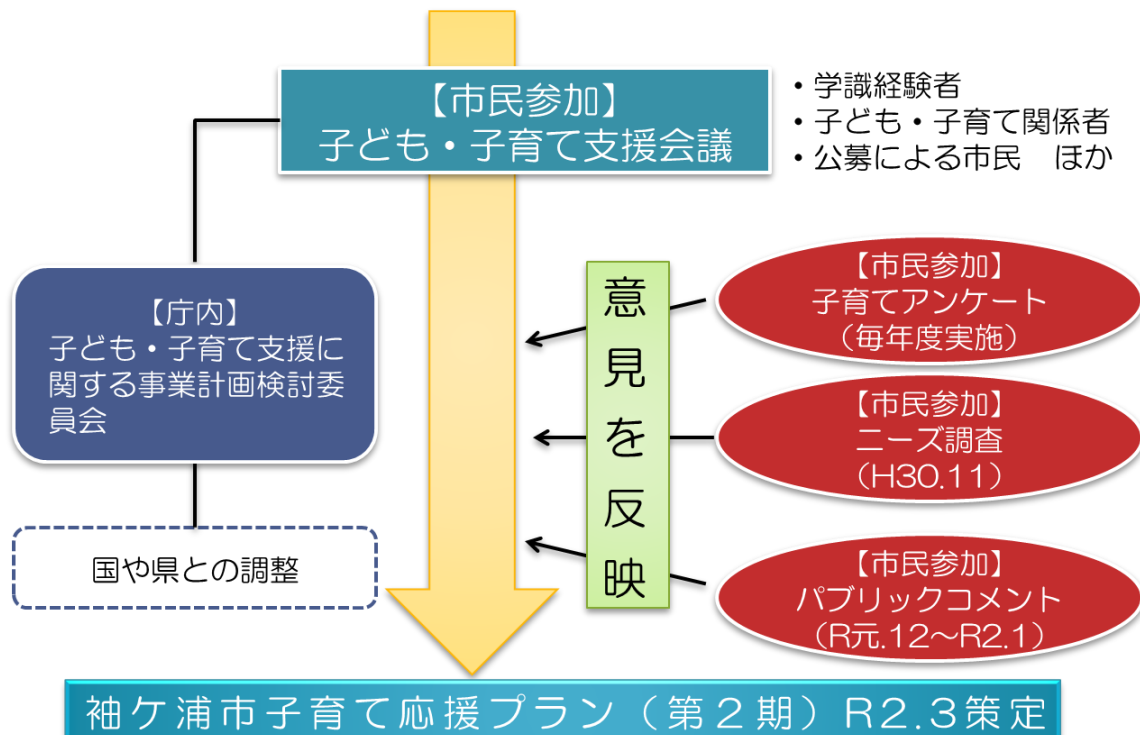 【市民参加】
子ども・子育て支援会議
・学識経験者
・子ども・子育て関係者
・公募による市民　ほか
【庁内】
子ども・子育て支援に
関する事業計画検討委
員会
国や県との調整
意見を反映
【市民参加】
子育てアンケート
（毎年度実施）
【市民参加】
ニーズ調査
（H30.11）
【市民参加】
パブリックコメント
（R元.12～R2.1）
袖ケ浦市子育て応援プラン（第２期）R2.3策定